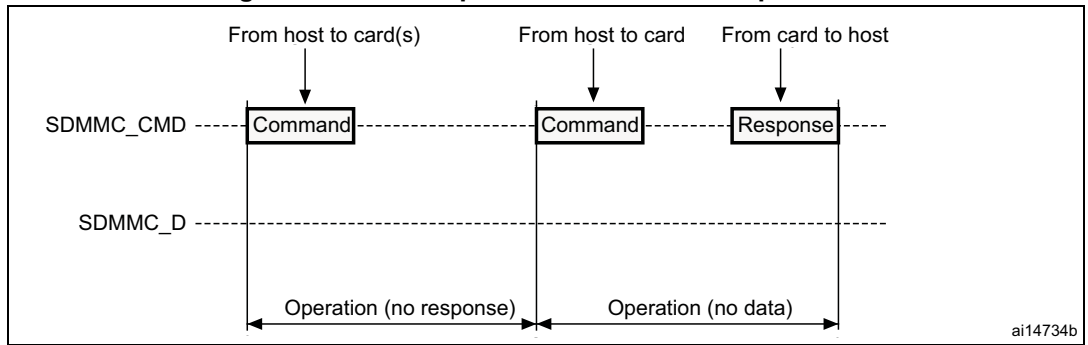 From host to card(s) From host to card From card to host
SDMMC_CMD Command Command Response
SDMMC_D
Operation (no response) Operation (no data)
ai14734b